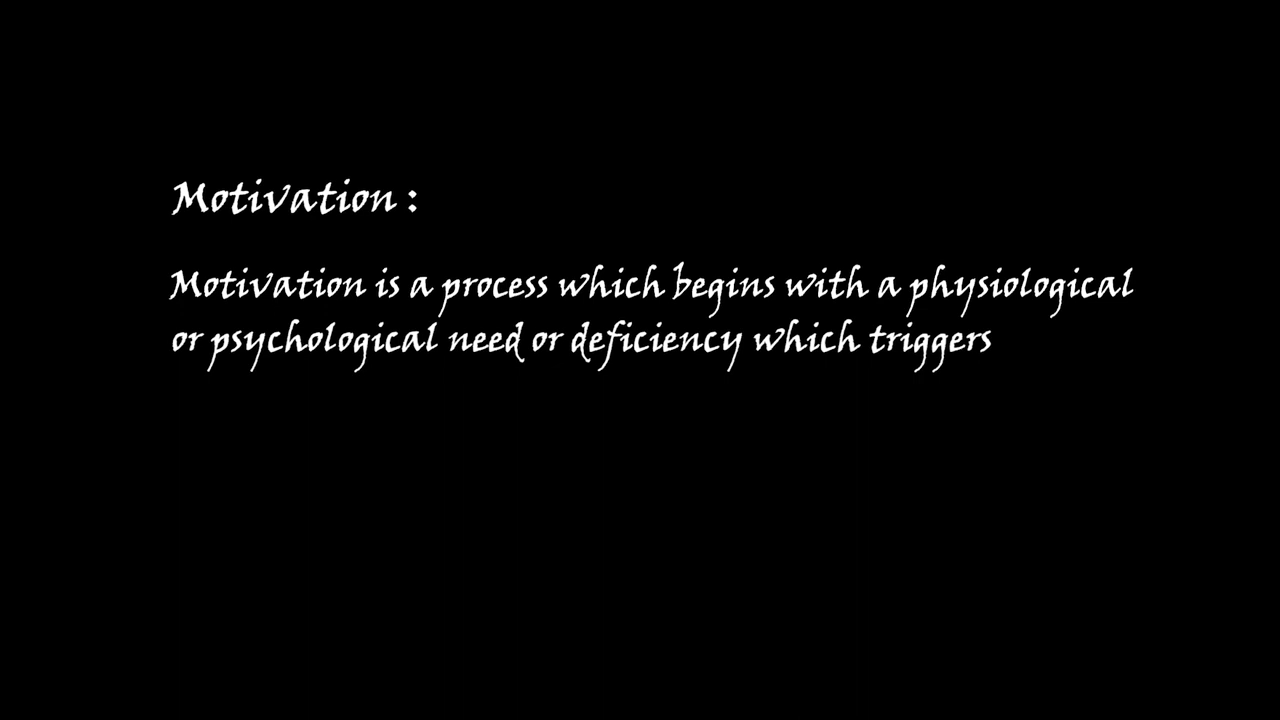 Motivation :
Motivation is a process which begins with a physiological
or psychological need or deficiency which triggers